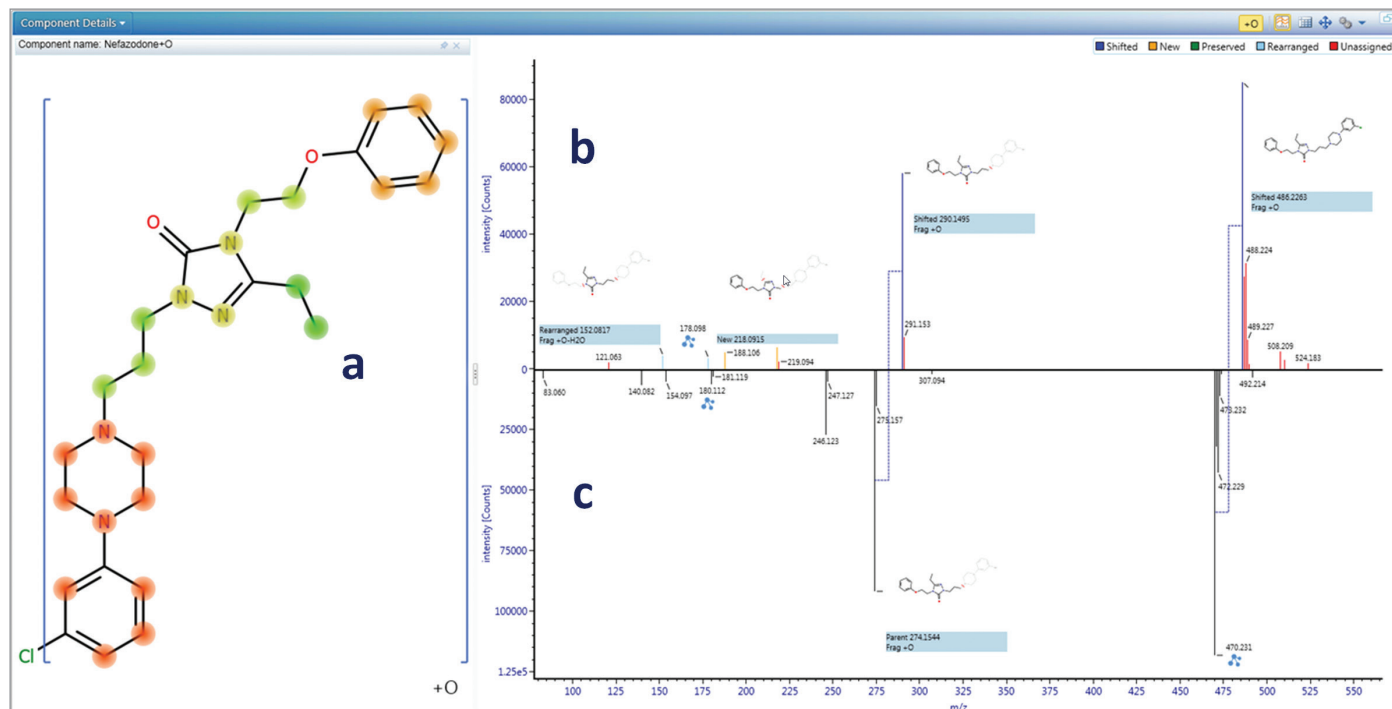 Component Details
+O
Component name: Nefazodone+O
Shifted
New
Preserved
Rearranged
Unassigned
O
O
N
N
N
N
N
Cl
a
+O
b
c
intensity [Counts]
80000
60000
40000
20000
0
intensity [Counts]
25000
50000
75000
100000
1.25e5
Rearranged 152.0817
Frag +O-H2O
178.098
New 218.0915
121.063
188.106
219.094
Shifted 290.1495
Frag +O
291.153
Shifted 486.2263
Frag +O
488.224
489.227
508.209
524.183
83.060
140.082
154.097
180.112
181.119
247.127
246.123
275.157
307.094
492.214
473.232
472.229
Parent 274.1544
Frag +O
470.231
100
125
150
175
200
225
250
275
300
325
350
375
400
425
450
475
500
525
550
m/z